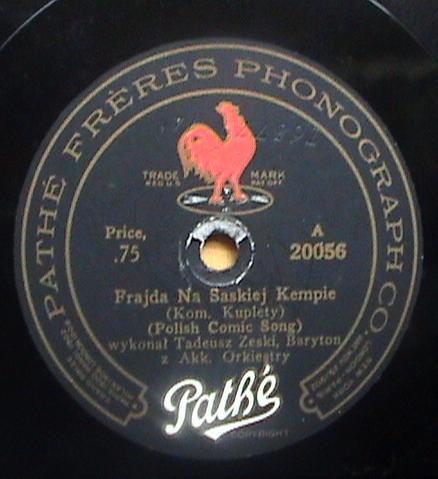 PATHÉ FRÈRES PHONOGRAPH CO.
TRADE MARK
REG.U.S. PAT.OFF.
Price, .75
A 20056
Frajda Na Saskiej Kempie
(Kom. Kuplety)
(Polish Comic Song)
wykonał Tadeusz Zeski, Baryton
z Akk. Orkiestry
Pathé
COPYRIGHT